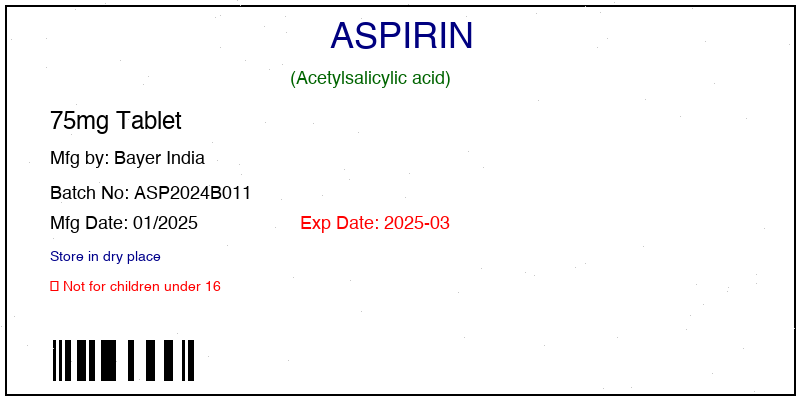 ASPIRIN
(Acetylsalicylic acid)
75mg Tablet
Mfg by: Bayer India
Batch No: ASP2024B011
Mfg Date: 01/2025 Exp Date: 2025-03
Store in dry place
▯ Not for children under 16